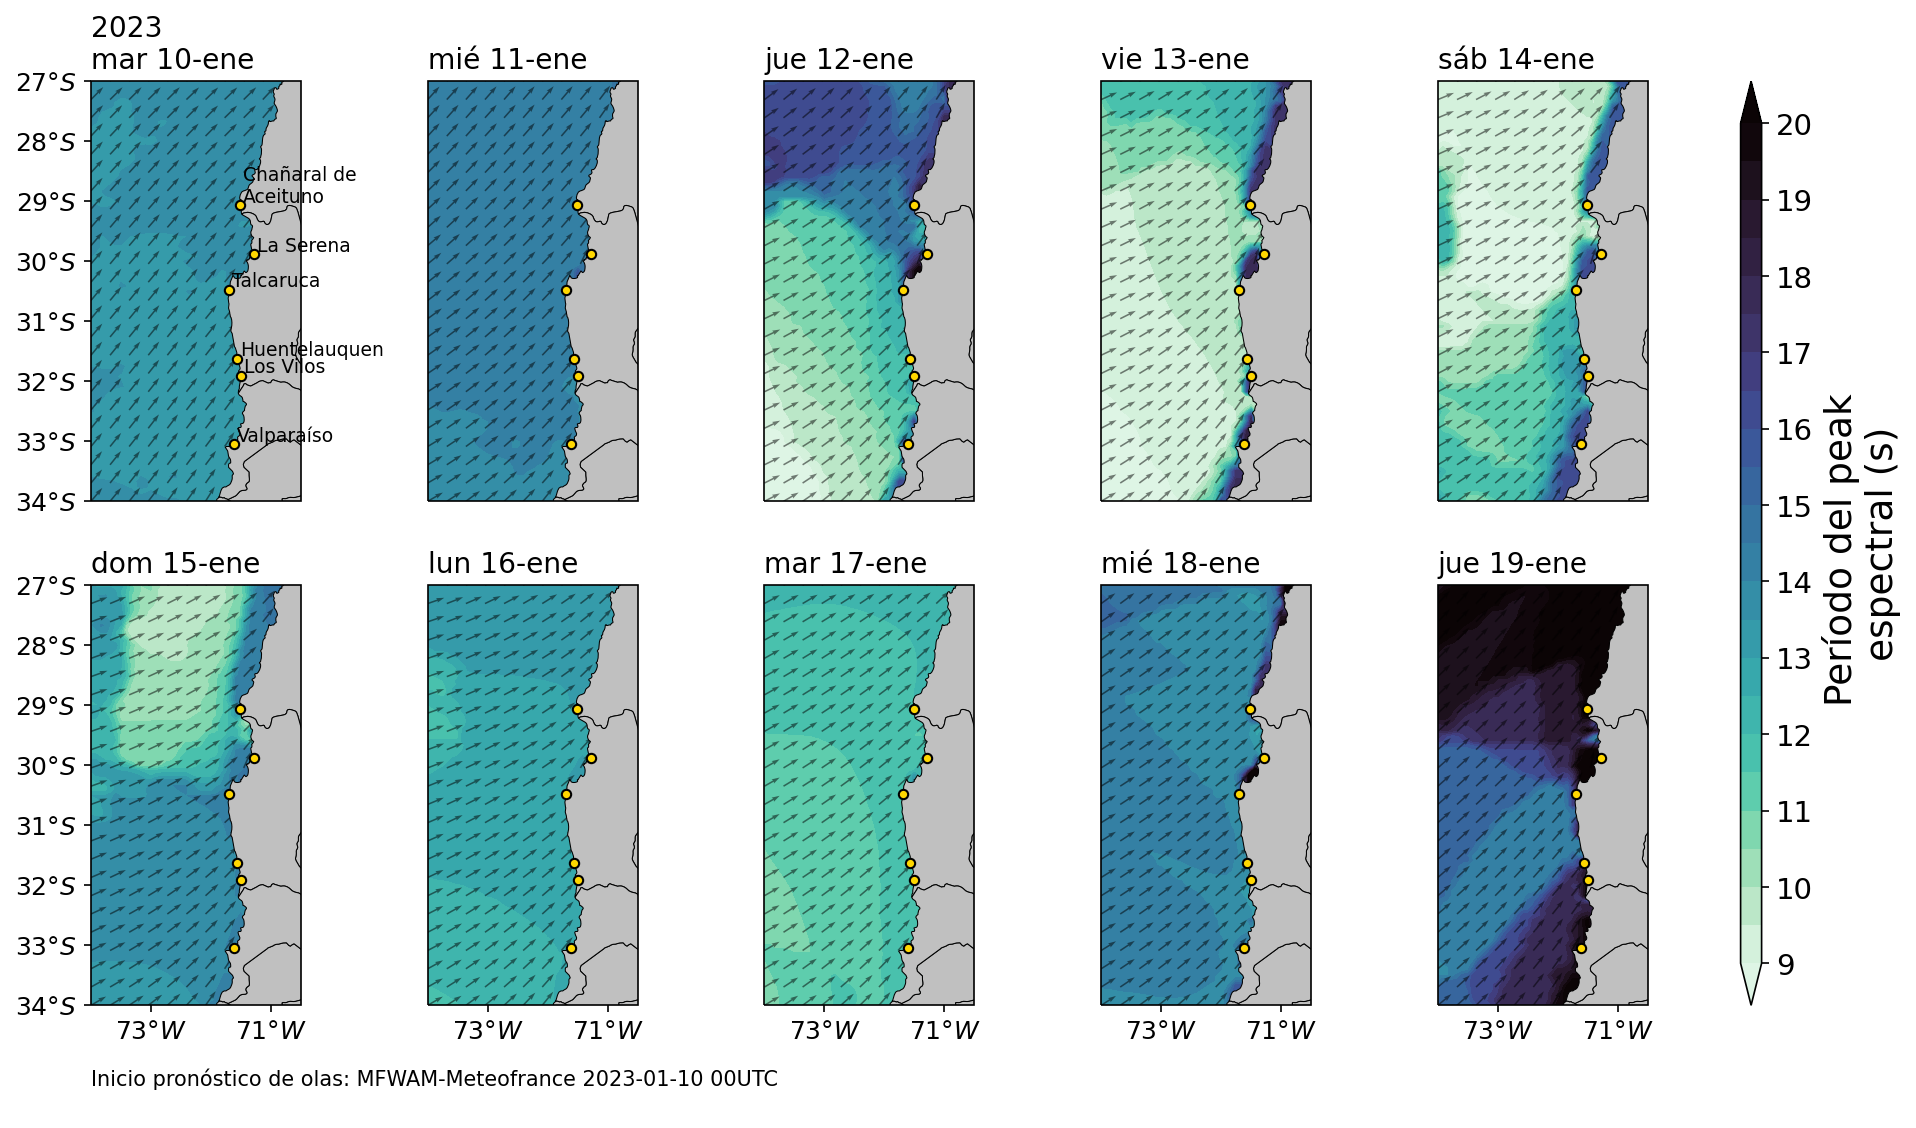 2023
mar 10-ene
mié 11-ene
jue 12-ene
vie 13-ene
sáb 14-ene
27°S
28°S
29°S
30°S
31°S
32°S
33°S
34°S
Chañaral de
Aceituno
La Serena
Talcaruca
Huentelauquen
Los Vilos
Valparaíso
dom 15-ene
lun 16-ene
mar 17-ene
mié 18-ene
jue 19-ene
27°S
28°S
29°S
30°S
31°S
32°S
33°S
34°S
73°W 71°W
73°W 71°W
73°W 71°W
73°W 71°W
73°W 71°W
20
19
18
17
16
15
14
13
12
11
10
9
Período del peak
espectral (s)
Inicio pronóstico de olas: MFWAM-Meteofrance 2023-01-10 00UTC